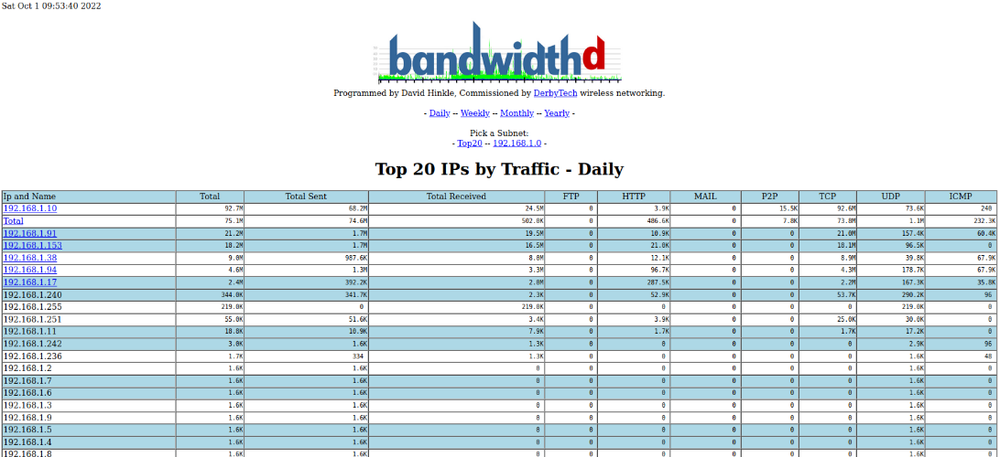 Sat Oct 1 09:53:40 2022
bandwidthd
Programmed by David Hinkle, Commissioned by DerbyTech wireless networking.
- Daily -- Weekly -- Monthly -- Yearly -
Pick a Subnet:
- Top20 -- 192.168.1.0 -
Top 20 IPs by Traffic - Daily
Ip and Name Total Total Sent Total Received FTP HTTP MAIL P2P TCP UDP ICMP
192.168.1.10 92.7M 68.2M 24.5M 0 3.9K 0 15.5K 92.6M 73.6K 240
Total 75.1M 74.6M 502.0K 0 486.6K 0 7.8K 73.8M 1.1M 232.3K
192.168.1.91 21.2M 1.7M 19.5M 0 10.9K 0 0 21.0M 157.4K 60.4K
192.168.1.153 18.2M 1.7M 16.5M 0 21.0K 0 0 18.1M 96.5K 0
192.168.1.38 9.0M 987.6K 8.0M 0 12.1K 0 0 8.9M 39.8K 67.9K
192.168.1.94 4.6M 1.3M 3.3M 0 96.7K 0 0 4.3M 178.7K 67.9K
192.168.1.17 2.4M 392.2K 2.0M 0 287.5K 0 0 2.2M 167.3K 35.8K
192.168.1.240 344.0K 341.7K 2.3K 0 52.9K 0 0 53.7K 290.2K 96
192.168.1.255 219.0K 0 219.0K 0 0 0 0 0 219.0K 0
192.168.1.251 55.0K 51.6K 3.4K 0 3.9K 0 0 25.0K 30.0K 0
192.168.1.11 18.8K 10.9K 7.9K 0 1.7K 0 0 1.7K 17.2K 0
192.168.1.242 3.0K 1.6K 1.3K 0 0 0 0 0 2.9K 96
192.168.1.236 1.7K 334 1.3K 0 0 0 0 0 1.6K 48
192.168.1.2 1.6K 1.6K 0 0 0 0 0 0 1.6K 0
192.168.1.7 1.6K 1.6K 0 0 0 0 0 0 1.6K 0
192.168.1.6 1.6K 1.6K 0 0 0 0 0 0 1.6K 0
192.168.1.3 1.6K 1.6K 0 0 0 0 0 0 1.6K 0
192.168.1.9 1.6K 1.6K 0 0 0 0 0 0 1.6K 0
192.168.1.5 1.6K 1.6K 0 0 0 0 0 0 1.6K 0
192.168.1.4 1.6K 1.6K 0 0 0 0 0 0 1.6K 0
192.168.1.8 1.6K 1.6K 0 0 0 0 0 0 1.6K 0